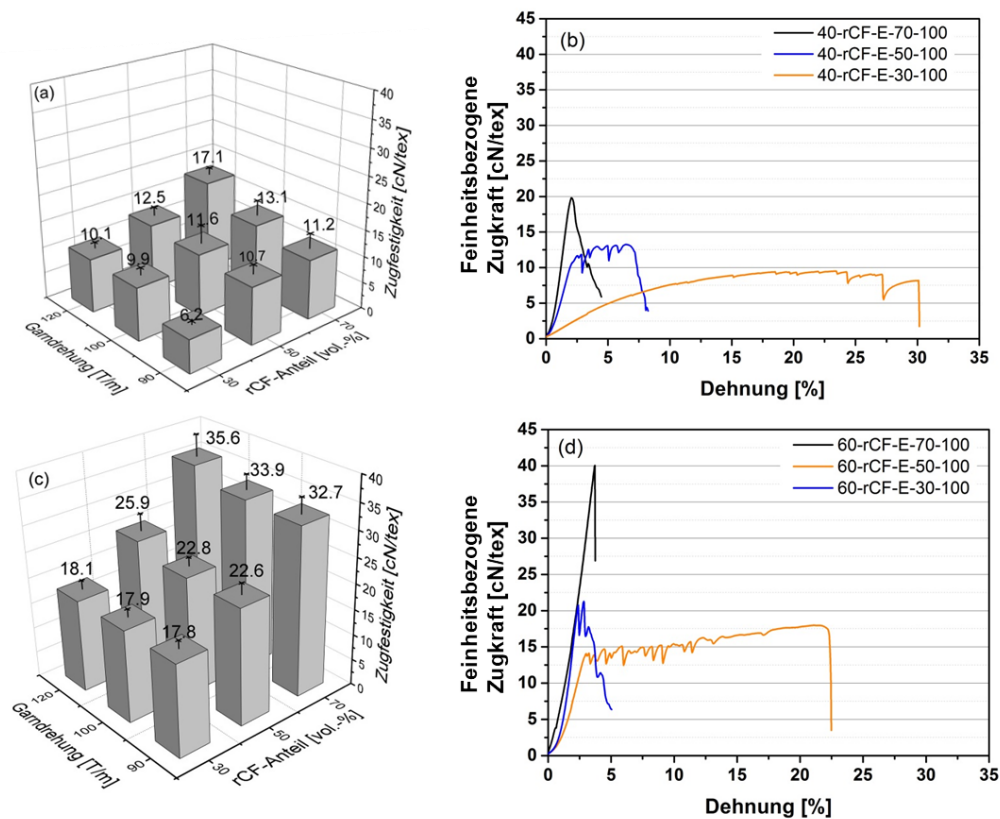 (a)
40
35
30
25
20
15
10
5
0
Zugfestigkeit [cN/tex]
17.1
12.5
13.1
10.1
11.6
11.2
9.9
10.7
6.2
120
100
90
Garndrehung [T/m]
30
50
70
rCF-Anteil [vol.-%]
(b)
40-rCF-E-70-100
40-rCF-E-50-100
40-rCF-E-30-100
45
40
35
30
25
20
15
10
5
0
Feinheitsbezogene
Zugkraft [cN/tex]
0 5 10 15 20 25 30 35
Dehnung [%]
(c)
40
35
30
25
20
15
10
5
0
Zugfestigkeit [cN/tex]
35.6
33.9
32.7
25.9
22.8
22.6
18.1
17.9
17.8
120
100
90
Garndrehung [T/m]
30
50
70
rCF-Anteil [vol.-%]
(d)
60-rCF-E-70-100
60-rCF-E-50-100
60-rCF-E-30-100
45
40
35
30
25
20
15
10
5
0
Feinheitsbezogene
Zugkraft [cN/tex]
0 5 10 15 20 25 30 35
Dehnung [%]